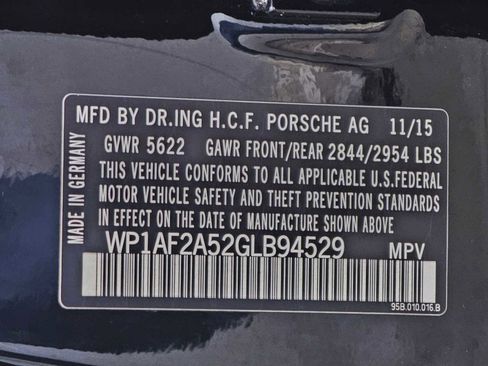 MFD BY DR.ING H.C.F. PORSCHE AG 11/15
GVWR 5622 GAWR FRONT/REAR 2844/2954 LBS
THIS VEHICLE CONFORMS TO ALL APPLICABLE U.S.FEDERAL
MOTOR VEHICLE SAFETY AND THEFT PREVENTION STANDARDS
IN EFFECT ON DATE OF MANUFACTURE SHOWN ABOVE
WP1AF2A52GLB94529 MPV
95B.010.016.B
MADE IN GERMANY